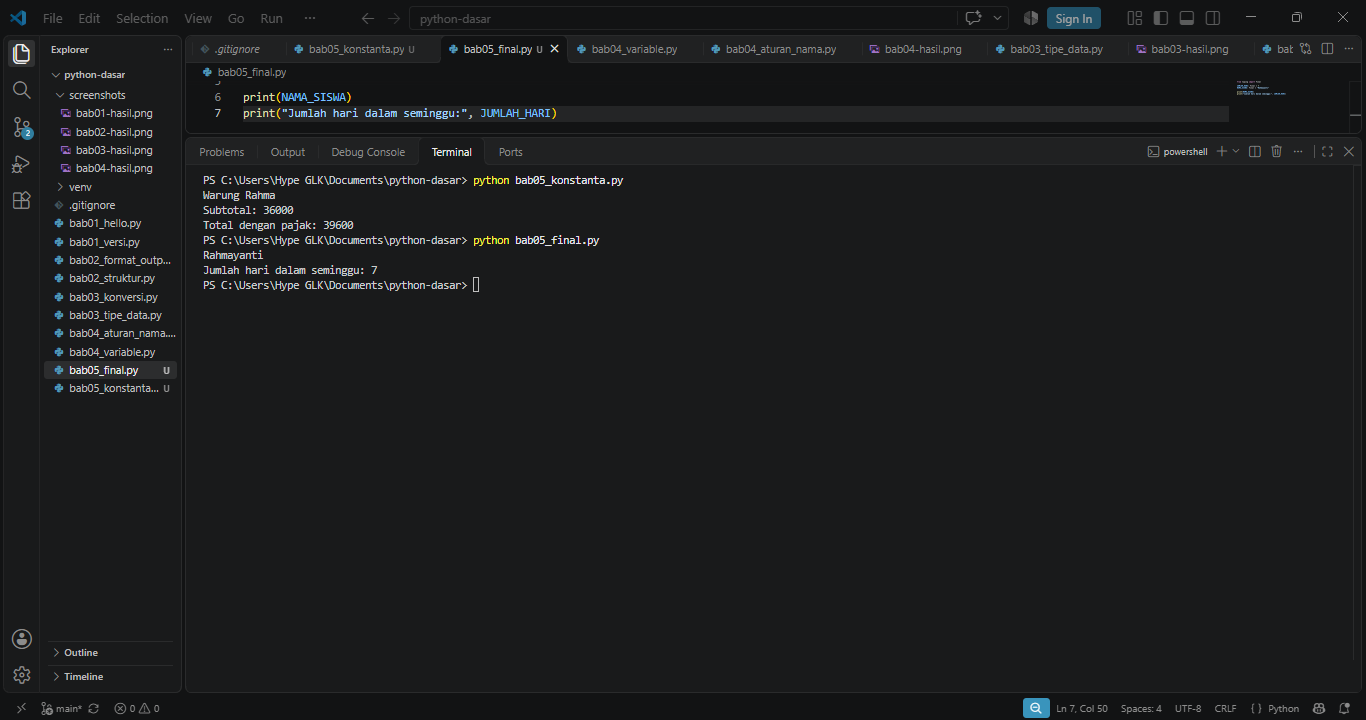 File Edit Selection View Go Run ··· python-dasar Sign In
Explorer ···
python-dasar
screenshots
bab01-hasil.png
bab02-hasil.png
bab03-hasil.png
bab04-hasil.png
venv
.gitignore
bab01_hello.py
bab01_versi.py
bab02_format_outp...
bab02_struktur.py
bab03_konversi.py
bab03_tipe_data.py
bab04_aturan_nama....
bab04_variable.py
bab05_final.py U
bab05_konstanta... U
Outline
Timeline
.gitignore bab05_konstanta.py U bab05_final.py U bab04_variable.py bab04_aturan_nama.py bab04-hasil.png bab03_tipe_data.py bab03-hasil.png bab ···
bab05_final.py
6 print(NAMA_SISWA)
7 print("Jumlah hari dalam seminggu:", JUMLAH_HARI)
Problems Output Debug Console Terminal Ports powershell ···
PS C:\Users\Hype GLK\Documents\python-dasar> python bab05_konstanta.py
Warung Rahma
Subtotal: 36000
Total dengan pajak: 39600
PS C:\Users\Hype GLK\Documents\python-dasar> python bab05_final.py
Rahmayanti
Jumlah hari dalam seminggu: 7
PS C:\Users\Hype GLK\Documents\python-dasar>
2
main* 0 0 Ln 7, Col 50 Spaces: 4 UTF-8 CRLF {} Python